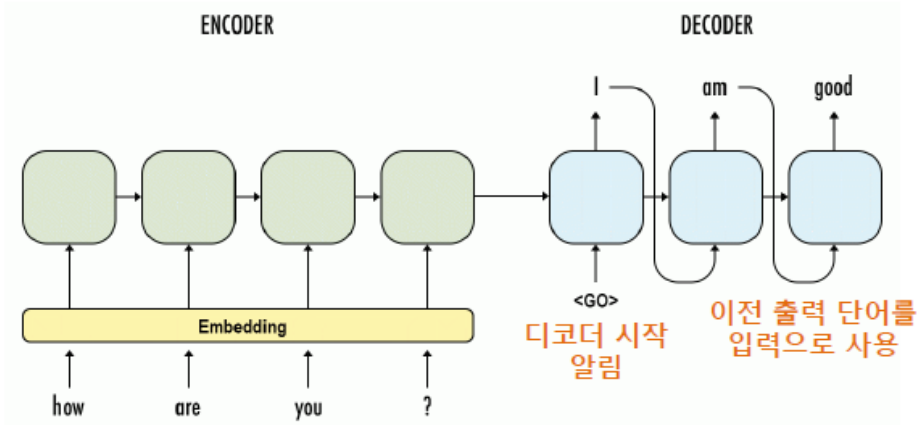 ENCODER
DECODER
I
am
good
<GO>
디코더 시작
알림
이전 출력 단어를
입력으로 사용
Embedding
how
are
you
?